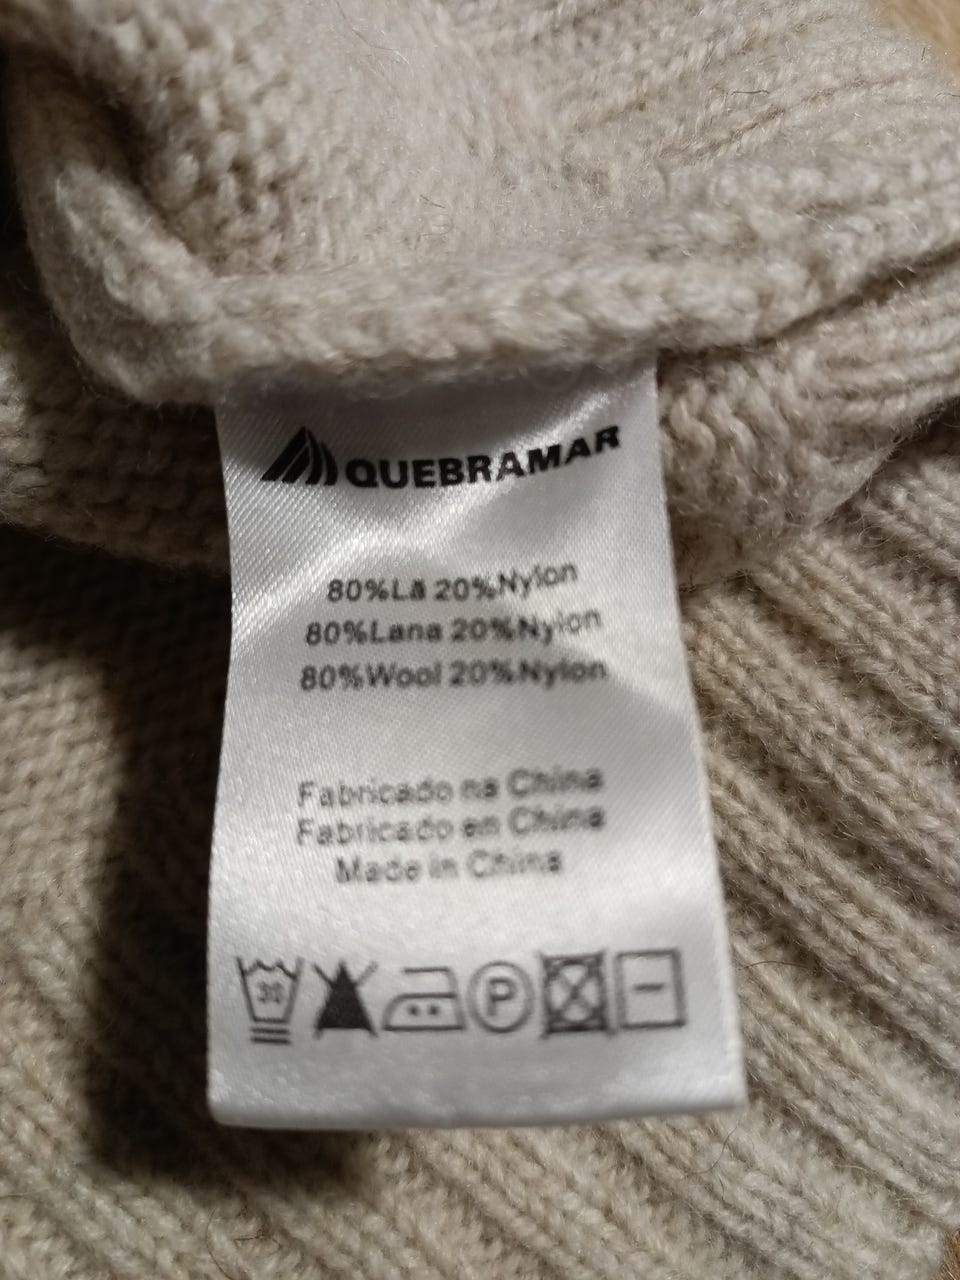 QUEBRAMAR
80%Lã 20%Nylon
80%Lana 20%Nylon
80%Wool 20%Nylon
Fabricado na China
Fabricado en China
Made in China
30 P